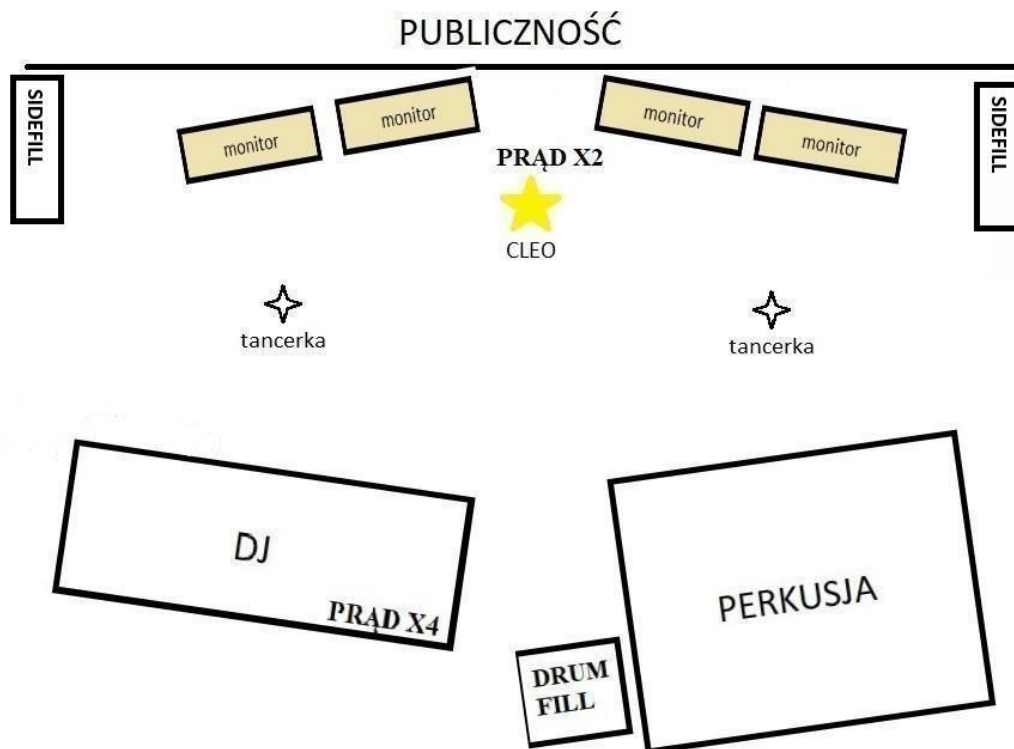 PUBLICZNOŚĆ
SIDEFILL
monitor
monitor
monitor
monitor
SIDEFILL
PRĄD X2
CLEO
tancerka
tancerka
DJ
PRĄD X4
PERKUSJA
DRUM
FILL